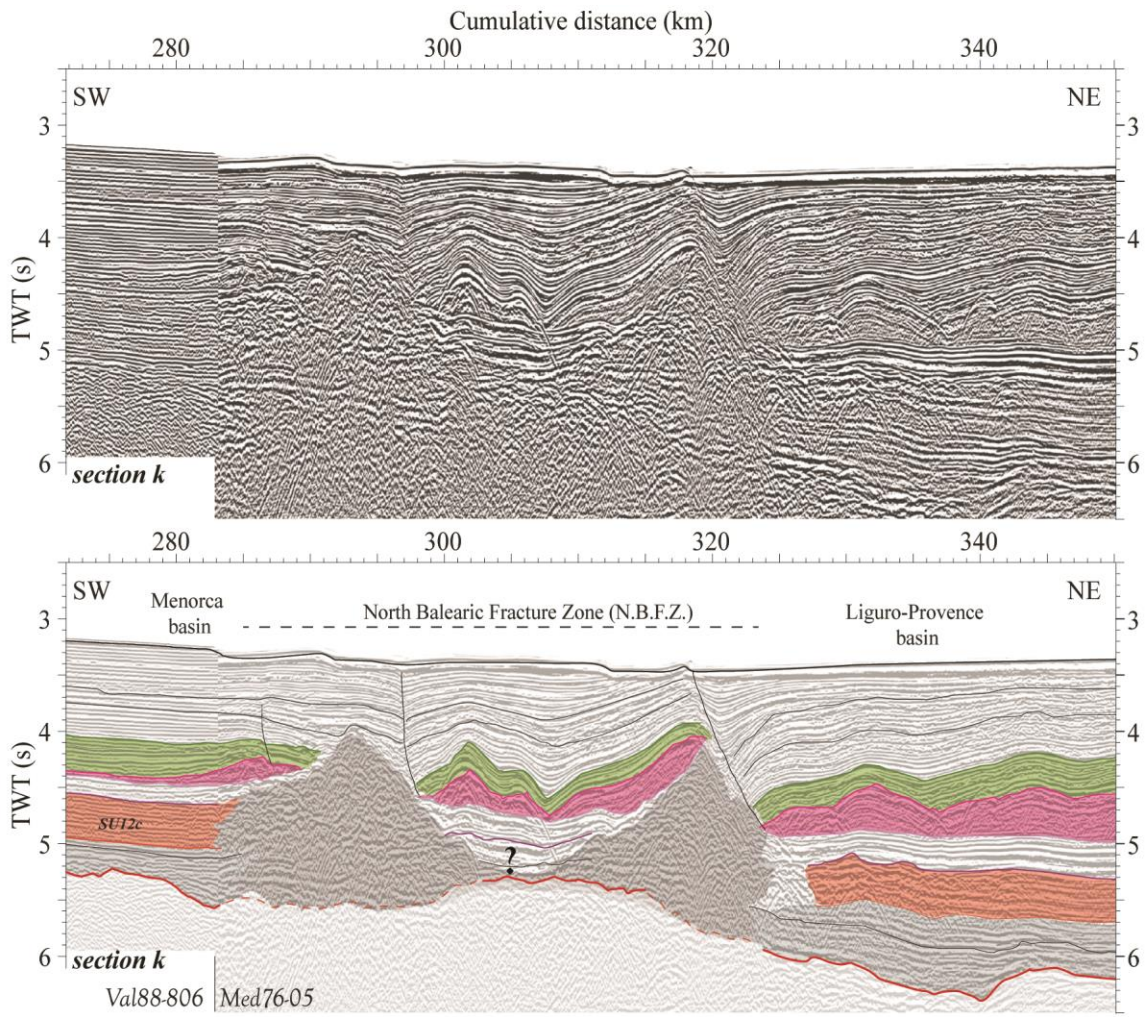 Cumulative distance (km)
280 300 320 340
SW NE
3 3
4 4
TWT (s)
5 5
6 6
section k
280 300 320 340
SW NE
Menorca
basin
North Balearic Fracture Zone (N.B.F.Z.)
Liguro-Provence
basin
3 3
4 4
TWT (s)
SU12c
5 5
?
6 6
section k
Val88-806 Med76-05